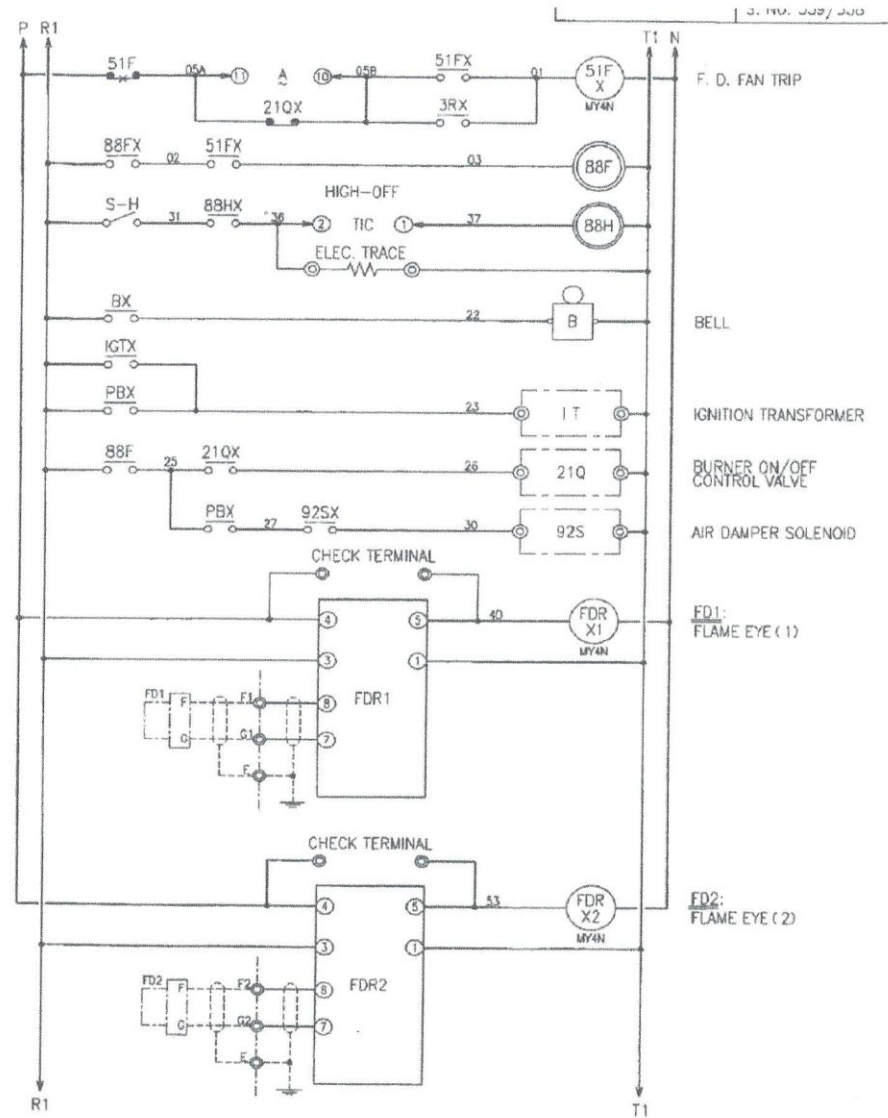 S. NO. 559/558
P R1 T1 N
51F 05A 11 A 10 05B 51FX 01 51F X F. D. FAN TRIP
21QX 3RX MY4N
88FX 02 51FX 03 88F
HIGH-OFF
S-H 31 88HX 36 2 TIC 1 37 88H
ELEC. TRACE
BX 22 B BELL
IGTX
PBX 23 I T IGNITION TRANSFORMER
88F 25 21QX 26 21Q BURNER ON/OFF
CONTROL VALVE
PBX 27 92SX 30 92S AIR DAMPER SOLENOID
CHECK TERMINAL
4 5 40 FDR X1 FD1:
MY4N FLAME EYE (1)
3 1
FD1 F F1 8 FDR1
G G1 7
E
CHECK TERMINAL
4 5 53 FDR X2 FD2:
MY4N FLAME EYE (2)
3 1
FD2 F F2 8 FDR2
G G2 7
E
R1 T1